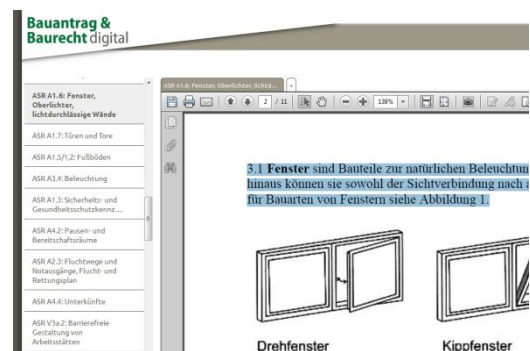 Bauantrag &
Baurecht digital
ASR A1.6: Fenster,
Oberlichter,
lichtdurchlässige Wände
ASR A1.7: Türen und Tore
ASR A1.5/1,2: Fußböden
ASR A3.4: Beleuchtung
ASR A1.3: Sicherheits- und
Gesundheitsschutzkennz...
ASR A4.2: Pausen- und
Bereitschaftsräume
ASR A2.3: Fluchtwege und
Notausgänge, Flucht- und
Rettungsplan
ASR A4.4: Unterkünfte
ASR V3a.2: Barrierefreie
Gestaltung von
Arbeitsstätten
ASR A1.6: Fenster, Oberlichter, lichtd...
2 / 11
139%
3.1 Fenster sind Bauteile zur natürlichen Beleuchtun
hinaus können sie sowohl der Sichtverbindung nach a
für Bauarten von Fenstern siehe Abbildung 1.
Drehfenster
Kippfenster